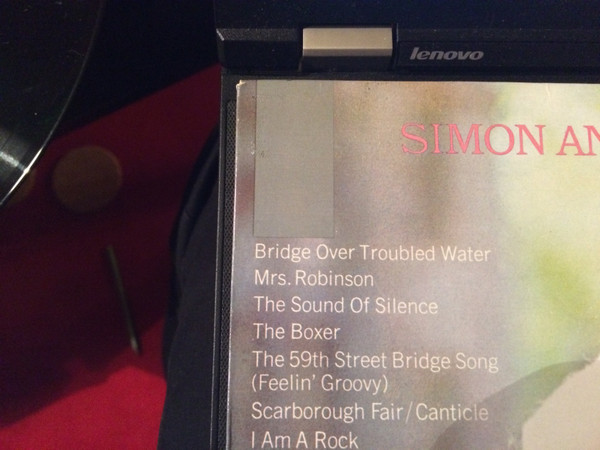 lenovo
SIMON AN
Bridge Over Troubled Water
Mrs. Robinson
The Sound Of Silence
The Boxer
The 59th Street Bridge Song
(Feelin' Groovy)
Scarborough Fair/Canticle
I Am A Rock